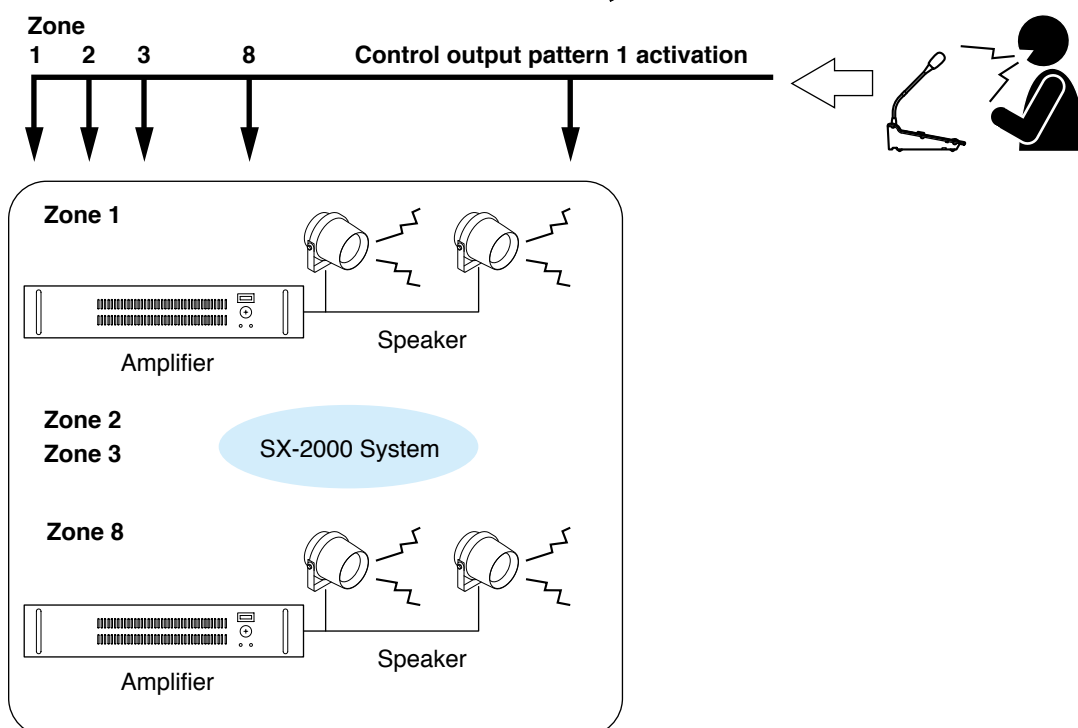 Zone
1 2 3 8 Control output pattern 1 activation
Zone 1
Speaker
Amplifier
Zone 2
SX-2000 System
Zone 3
Zone 8
Speaker
Amplifier